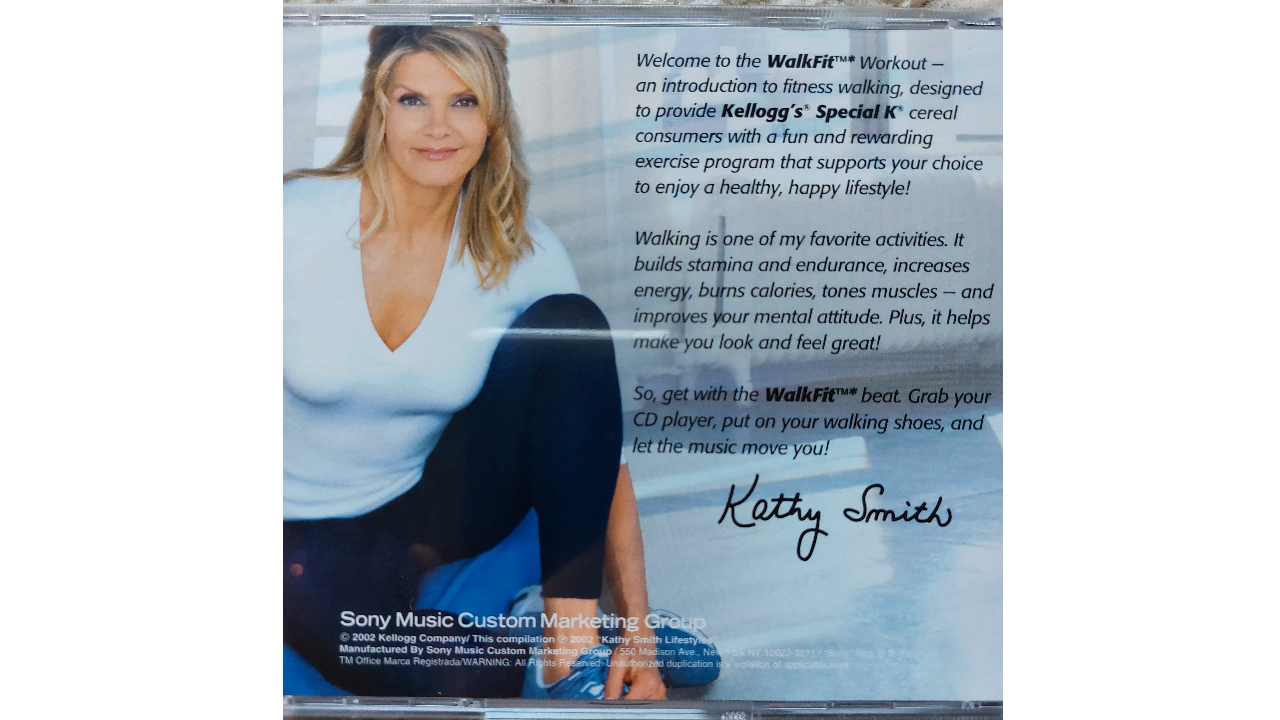 Welcome to the WalkFit™* Workout —
an introduction to fitness walking, designed
to provide Kellogg's® Special K® cereal
consumers with a fun and rewarding
exercise program that supports your choice
to enjoy a healthy, happy lifestyle!
Walking is one of my favorite activities. It
builds stamina and endurance, increases
energy, burns calories, tones muscles — and
improves your mental attitude. Plus, it helps
make you look and feel great!
So, get with the WalkFit™* beat. Grab your
CD player, put on your walking shoes, and
let the music move you!
Kathy Smith
Sony Music Custom Marketing Group
© 2002 Kellogg Company/ This compilation ℗ 2002 "Kathy Smith Lifestyles"
Manufactured By Sony Music Custom Marketing Group / 550 Madison Ave., New York NY 10022-3211 / "Sony" Reg. U.S.
TM Office Marca Registrada/WARNING: All Rights Reserved. Unauthorized duplication is a violation of applicable laws.